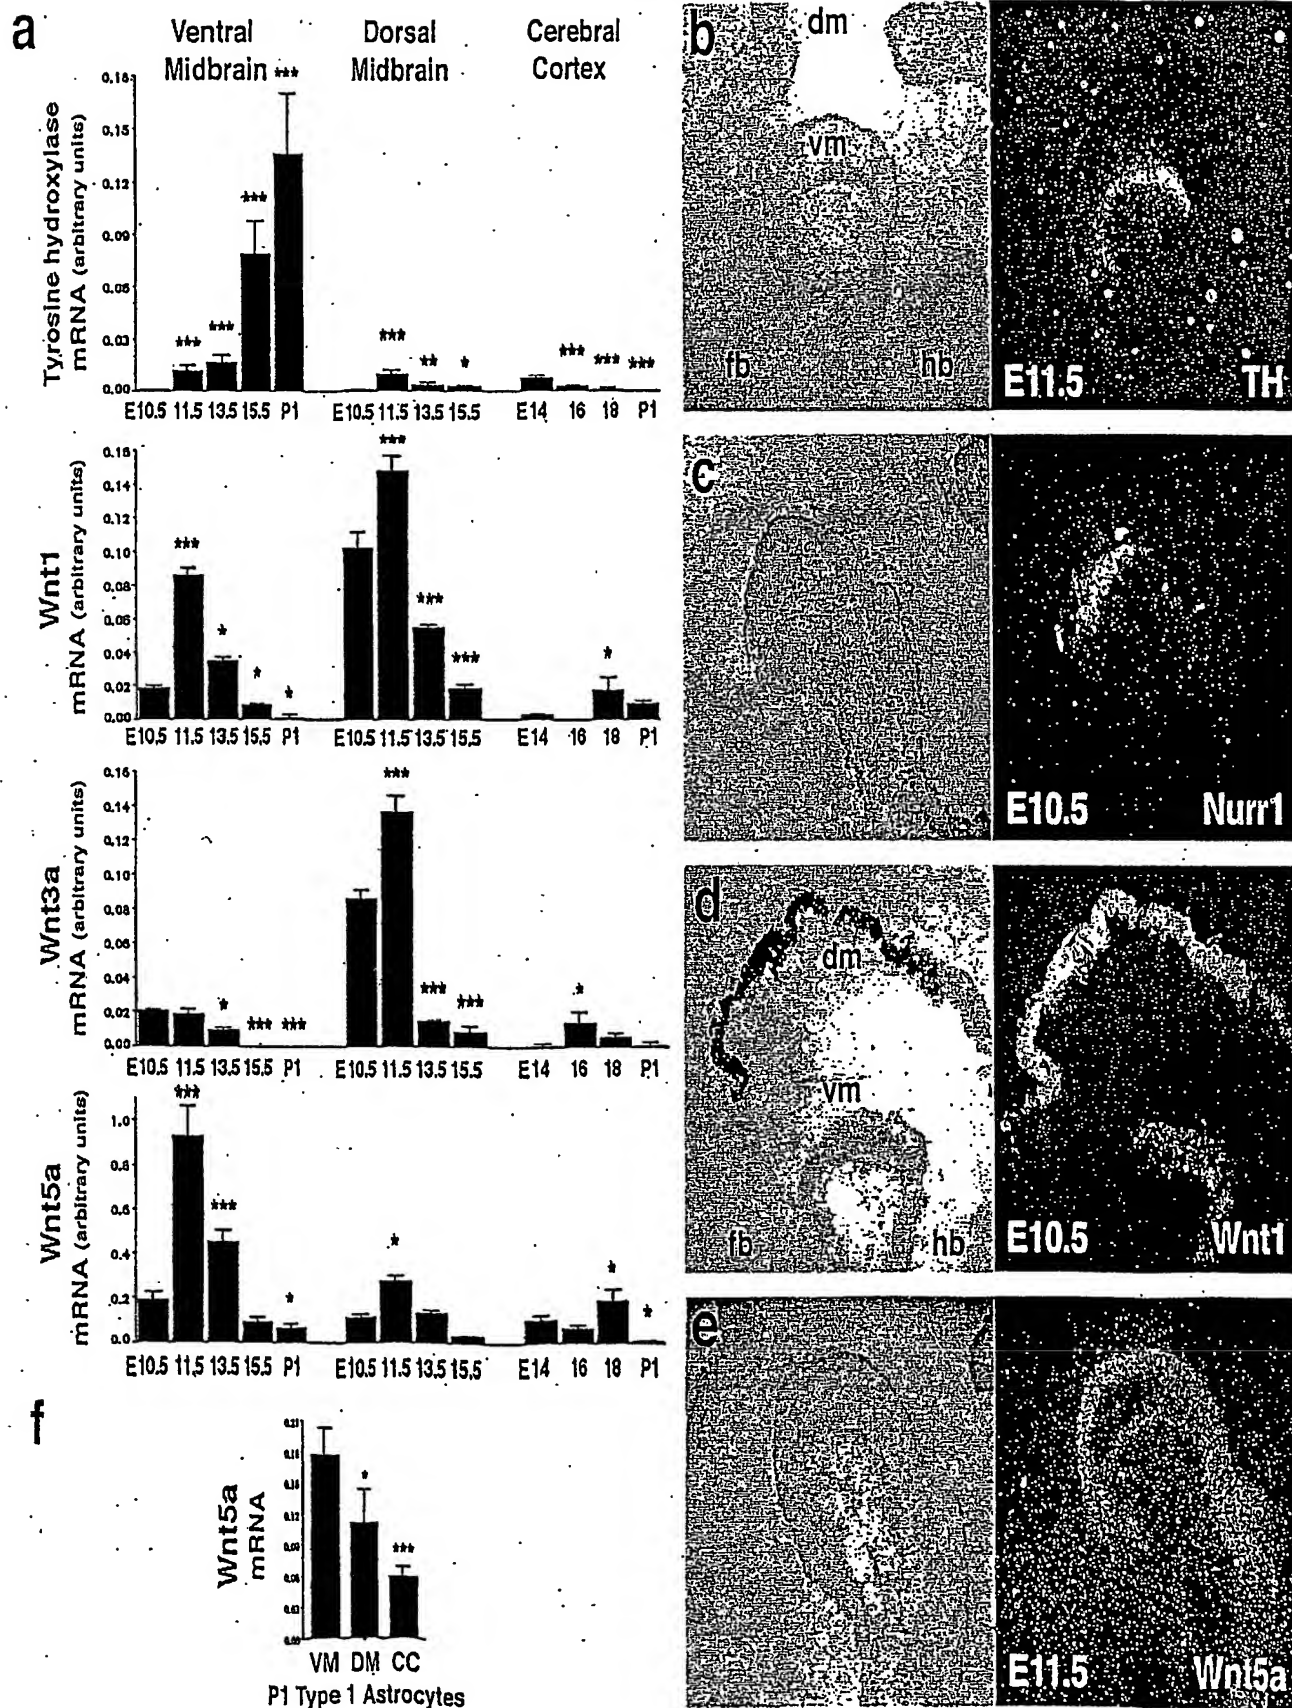 a
Ventral Midbrain
Dorsal Midbrain
Cerebral Cortex
Tyrosine hydroxylase
mRNA (arbitrary units)
0.15
0.12
0.09
0.03
0.00
***
***
***
***
***
**
*
***
***
***
E10.5 11.5 13.5 15.5 P1
E10.5 11.5 13.5 15.5
E14 16 18 P1
Wnt1
mRNA (arbitrary units)
0.14
0.12
0.10
0.08
0.06
0.04
0.02
0.00
***
*
*
*
***
***
***
*
E10.5 11.5 13.5 15.5 P1
E10.5 11.5 13.5 15.5
E14 16 18 P1
Wnt3a
mRNA (arbitrary units)
0.16
0.14
0.12
0.10
0.08
0.06
0.04
0.02
0.00
*
***
***
***
***
***
*
E10.5 11.5 13.5 15.5 P1
E10.5 11.5 13.5 15.5
E14 16 18 P1
Wnt5a
mRNA (arbitrary units)
1.0
0.8
0.6
0.4
0.2
0.0
***
***
*
*
*
*
E10.5 11.5 13.5 15.5 P1
E10.5 11.5 13.5 15.5
E14 16 18 P1
f
Wnt5a
mRNA
*
***
VM DM CC
P1 Type 1 Astrocytes
b
dm
vm
fb
hb
E11.5
TH
c
E10.5
Nurr1
d
dm
vm
fb
hb
E10.5
Wnt1
e
E11.5
Wnt5a